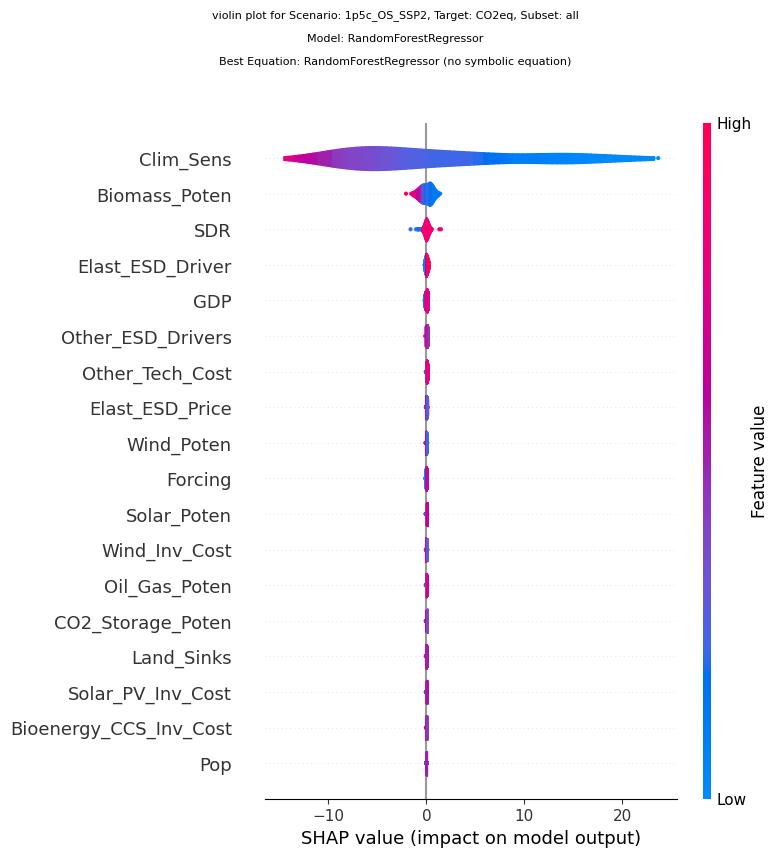 violin plot for Scenario: 1p5c_OS_SSP2, Target: CO2eq, Subset: all
Model: RandomForestRegressor
Best Equation: RandomForestRegressor (no symbolic equation)
High
Clim_Sens
Biomass_Poten
SDR
Elast_ESD_Driver
GDP
Other_ESD_Drivers
Other_Tech_Cost
Elast_ESD_Price
Wind_Poten
Forcing
Solar_Poten
Wind_Inv_Cost
Oil_Gas_Poten
CO2_Storage_Poten
Land_Sinks
Solar_PV_Inv_Cost
Bioenergy_CCS_Inv_Cost
Pop
Feature value
Low
−10 0 10 20
SHAP value (impact on model output)